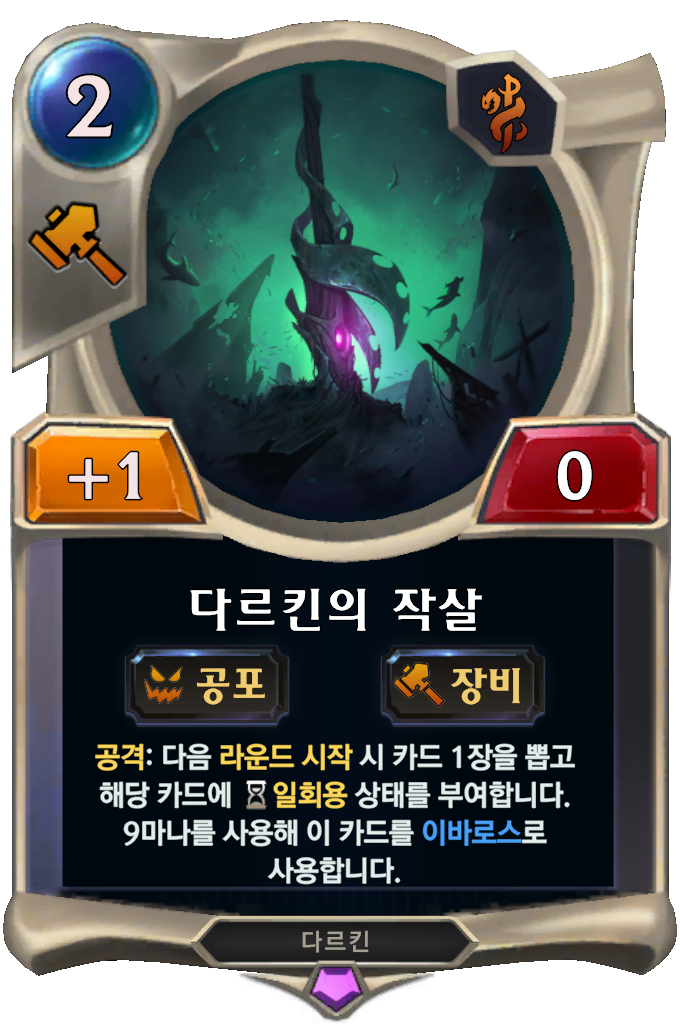 2
+1
0
다르킨의 작살
공포
장비
공격: 다음 라운드 시작 시 카드 1장을 뽑고
해당 카드에 일회용 상태를 부여합니다.
9마나를 사용해 이 카드를 이바로스로
사용합니다.
다르킨